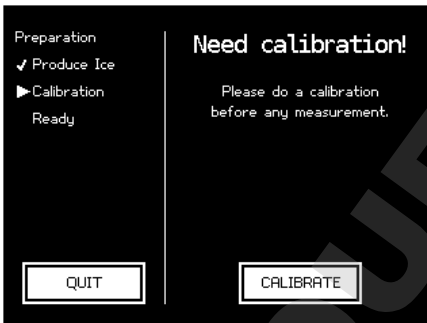 Preparation
✓ Produce Ice
▶Calibration
Ready
QUIT
Need calibration!
Please do a calibration
before any measurement.
CALIBRATE